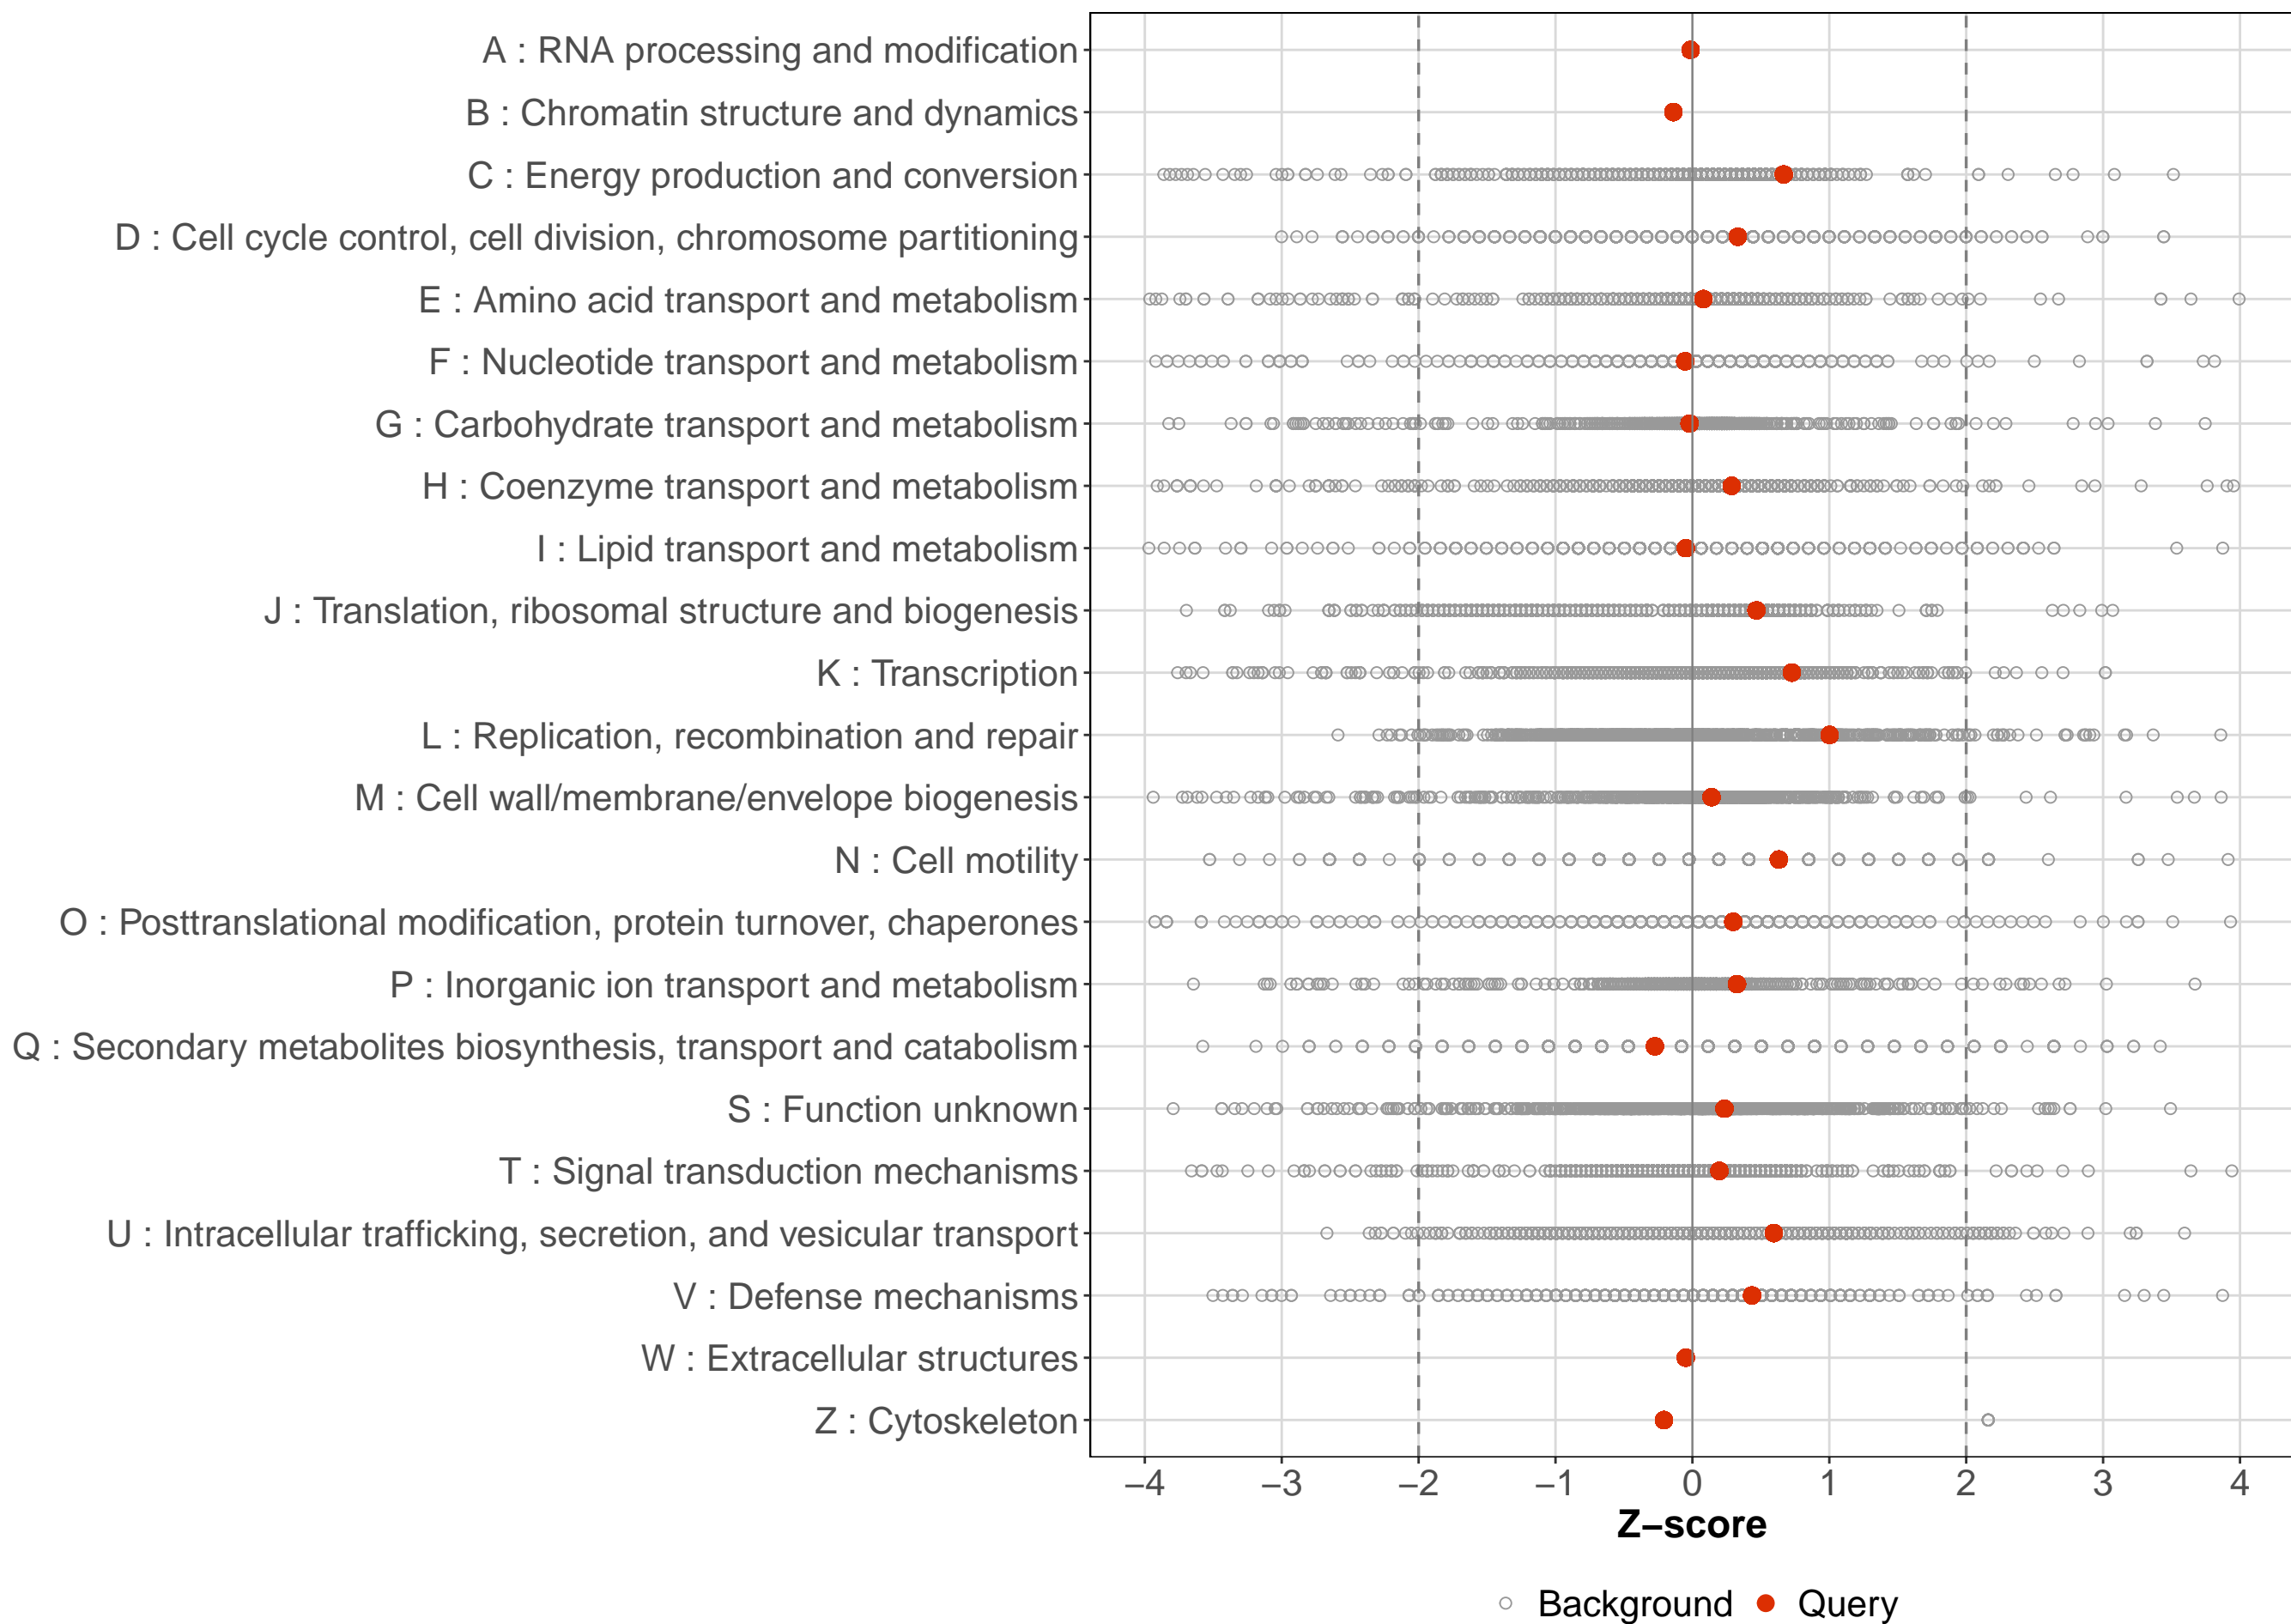 A : RNA processing and modification
B : Chromatin structure and dynamics
C : Energy production and conversion
D : Cell cycle control, cell division, chromosome partitioning
E : Amino acid transport and metabolism
F : Nucleotide transport and metabolism
G : Carbohydrate transport and metabolism
H : Coenzyme transport and metabolism
I : Lipid transport and metabolism
J : Translation, ribosomal structure and biogenesis
K : Transcription
L : Replication, recombination and repair
M : Cell wall/membrane/envelope biogenesis
N : Cell motility
O : Posttranslational modification, protein turnover, chaperones
P : Inorganic ion transport and metabolism
Q : Secondary metabolites biosynthesis, transport and catabolism
S : Function unknown
T : Signal transduction mechanisms
U : Intracellular trafficking, secretion, and vesicular transport
V : Defense mechanisms
W : Extracellular structures
Z : Cytoskeleton
−4 −3 −2 −1 0 1 2 3 4
Z−score
Background Query